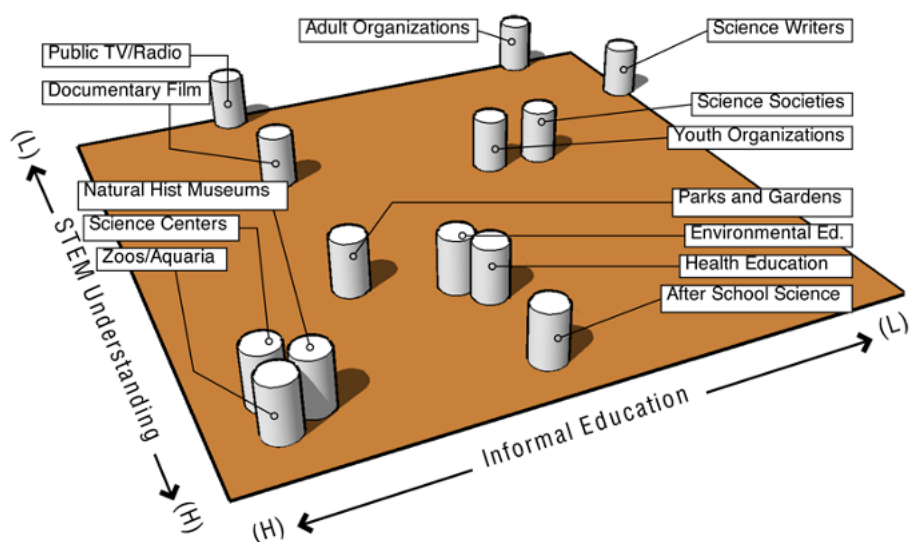 Adult Organizations
Science Writers
Public TV/Radio
Documentary Film
Science Societies
Youth Organizations
(L)
Natural Hist Museums
Parks and Gardens
Science Centers
Environmental Ed.
Zoos/Aquaria
Health Education
After School Science
STEM Understanding
(L)
Informal Education
(H)
(H)